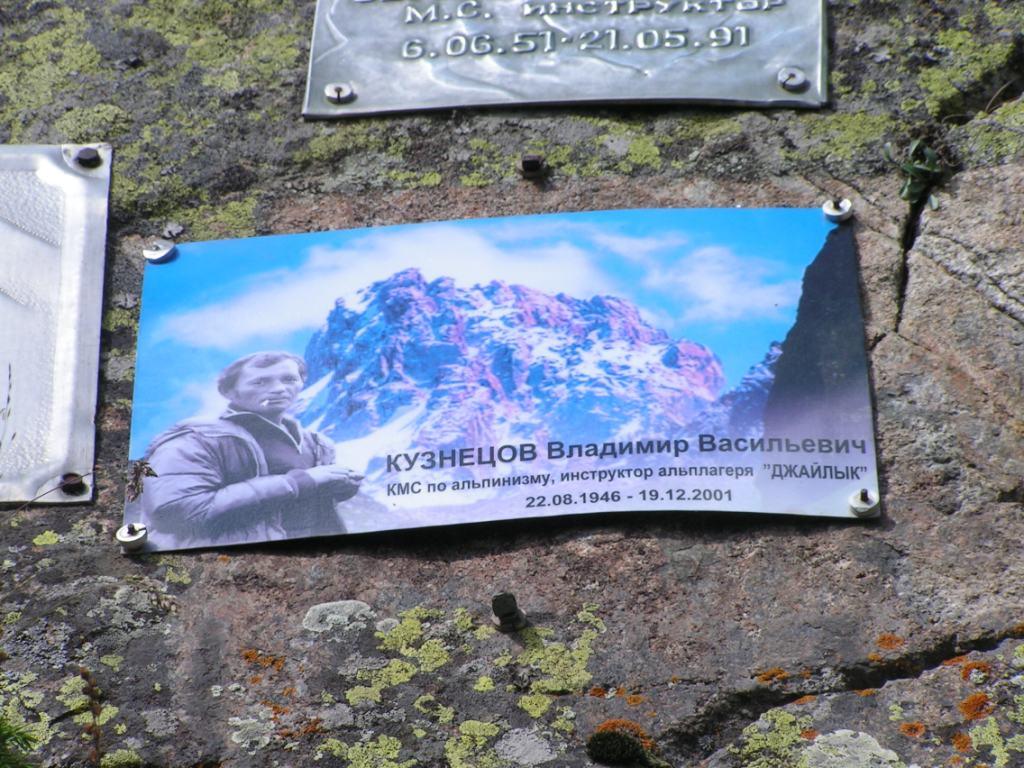 М.С. ИНСТРУКТОР
6.06.51-21.05.91
КУЗНЕЦОВ Владимир Васильевич
КМС по альпинизму, инструктор альплагеря "ДЖАЙЛЫК"
22.08.1946 - 19.12.2001